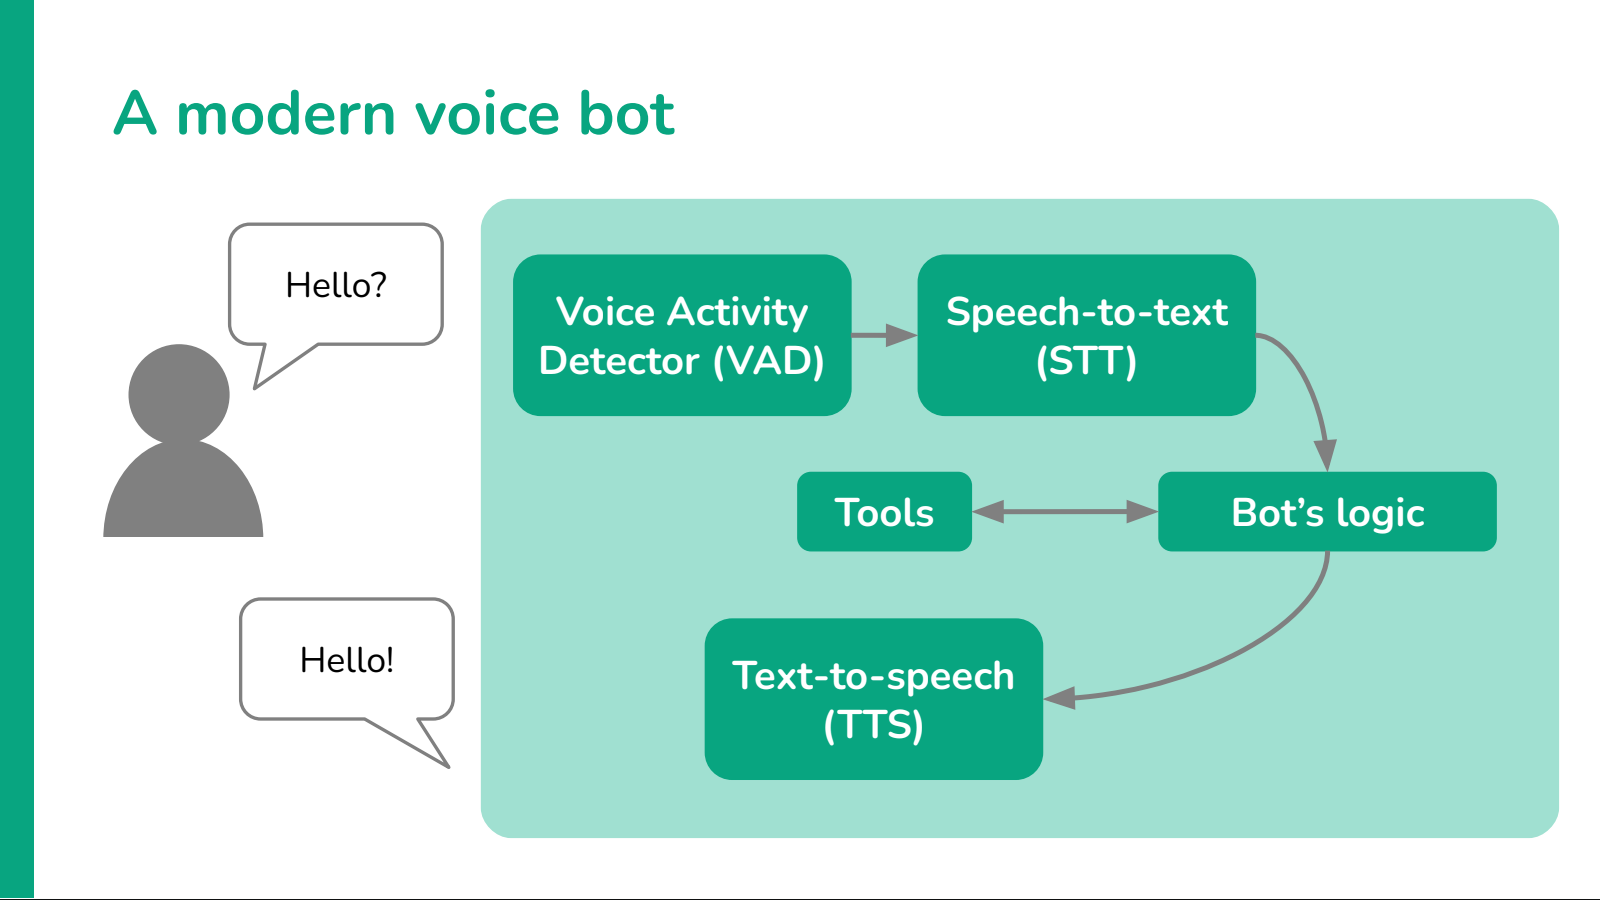 A modern voice bot
Hello?
Voice Activity
Detector (VAD)
Speech-to-text
(STT)
Tools
Bot’s logic
Hello!
Text-to-speech
(TTS)